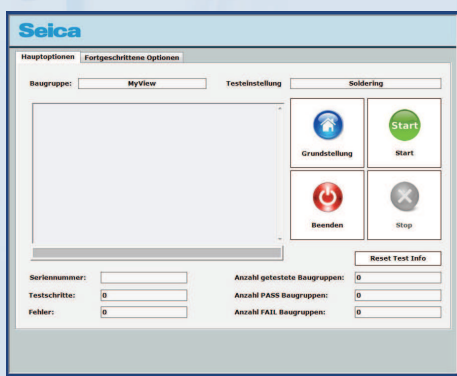 Seica
Hauptoptionen Fortgeschrittene Optionen
Baugruppe: MyView Testeinstellung Soldering
Grundstellung
Start
Start
Beenden
Stop
Reset Test Info
Seriennummer: Anzahl getestete Baugruppen: 0
Testschritte: 0 Anzahl PASS Baugruppen: 0
Fehler: 0 Anzahl FAIL Baugruppen: 0